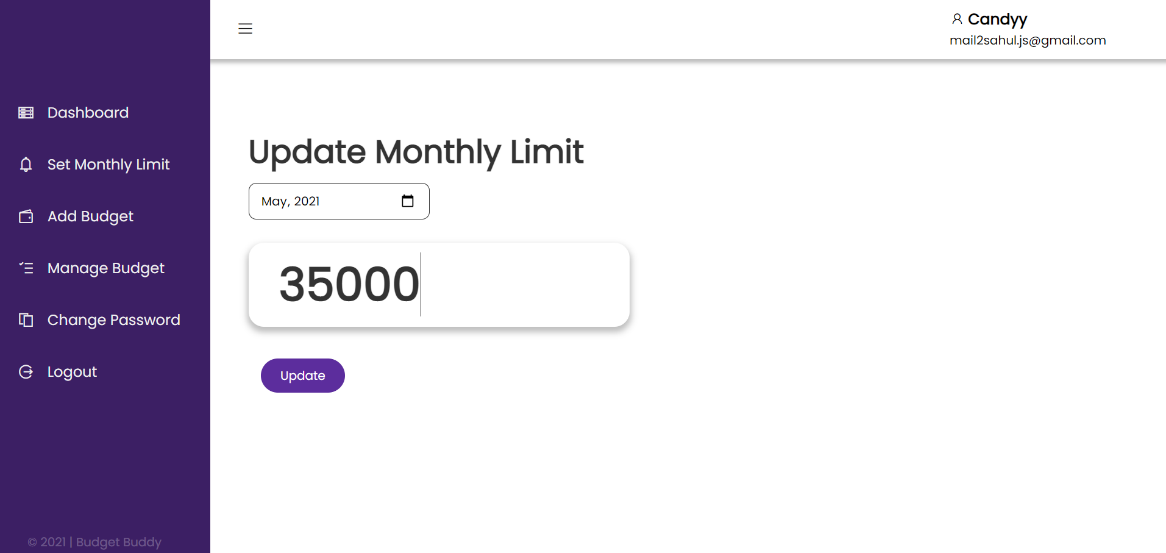 Candyy
mail2sahul.js@gmail.com
Dashboard
Set Monthly Limit
Add Budget
Manage Budget
Change Password
Logout
© 2021 | Budget Buddy
Update Monthly Limit
May, 2021
35000
Update